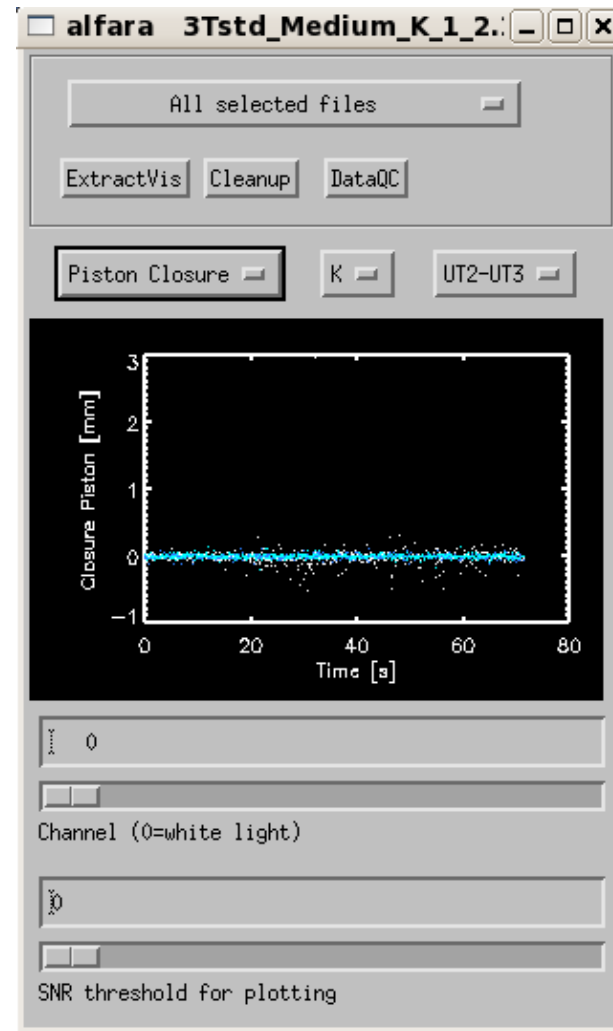 alfara 3Tstd_Medium_K_1_2.
All selected files
ExtractVis Cleanup DataQC
Piston Closure K UT2-UT3
3
2
1
0
-1
Closure Piston [mm]
0 20 40 60 80
Time [s]
0
Channel (0=white light)
0
SNR threshold for plotting